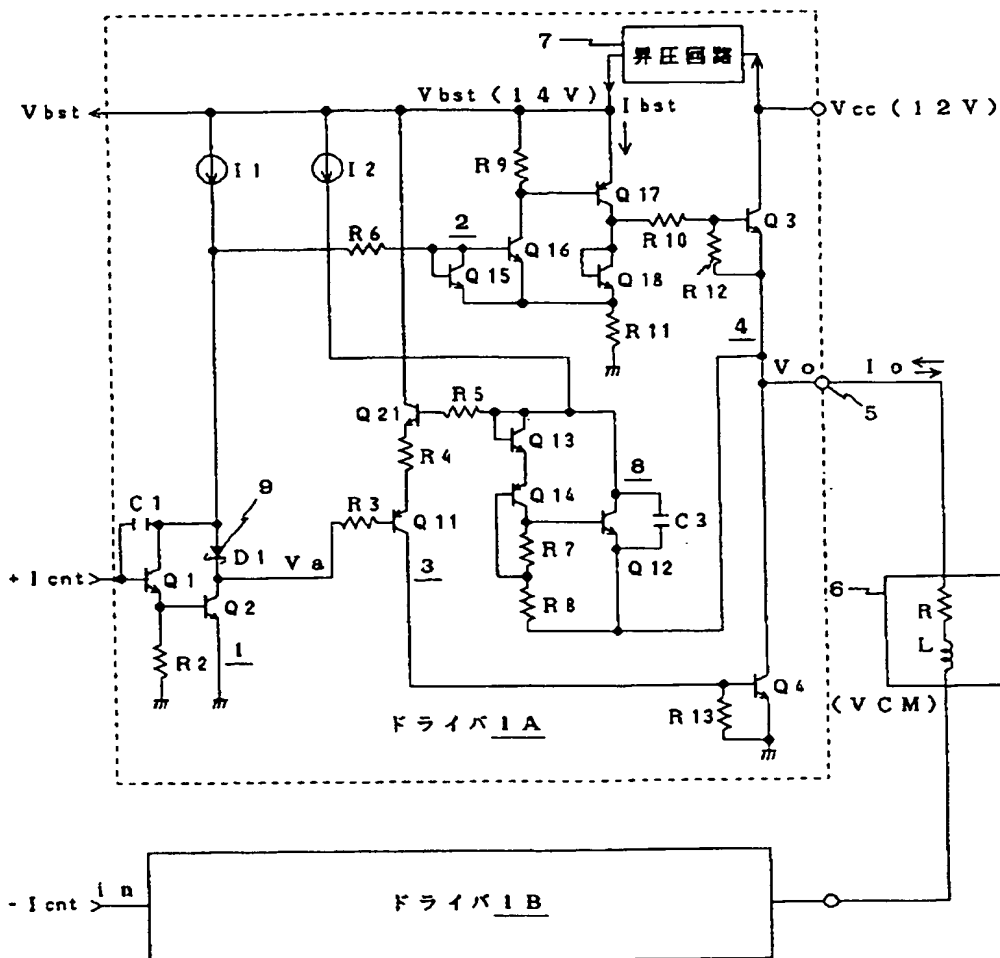 7
昇圧回路
Vbst
Vbst(14V)
Ibst
Vcc(12V)
I1
I2
R9
Q17
2
R6
Q16
Q15
R10
Q3
Q18
R12
R11
4
Vo
Io
5
Q21
R5
Q13
R4
8
Q14
C3
9
C1
R3
Q11
R7
Q12
D1
Va
+Icnt
Q1
3
Q2
R8
6
R
L
R2
1
Q4
R13
(VCM)
ドライバ1A
-Icnt
in
ドライバ1B